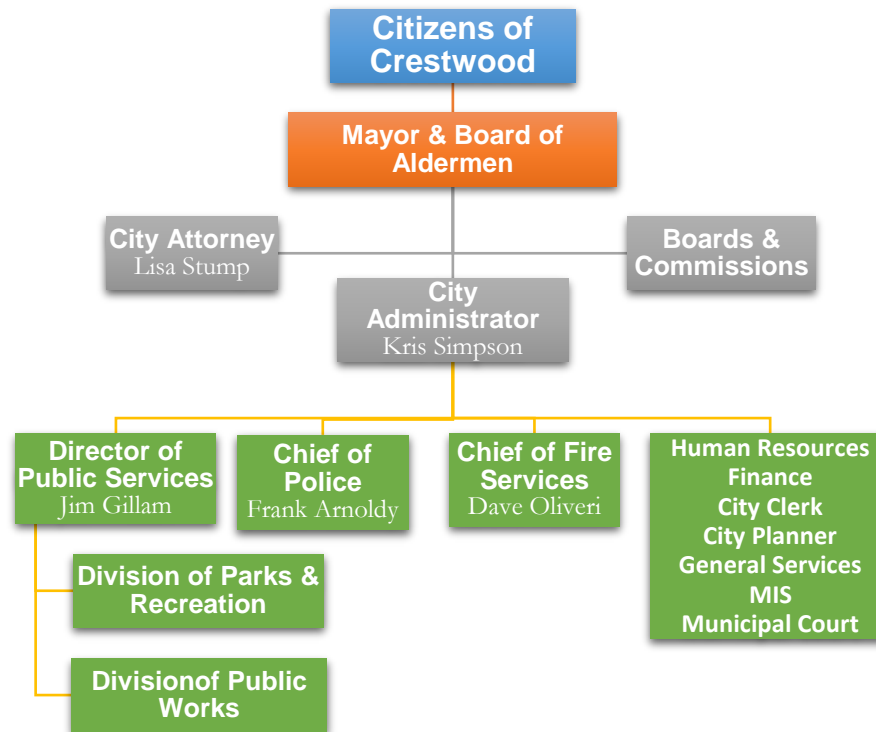 Citizens of
Crestwood
Mayor & Board of
Aldermen
City Attorney
Lisa Stump
Boards &
Commissions
City
Administrator
Kris Simpson
Director of
Public Services
Jim Gillam
Chief of
Police
Frank Arnoldy
Chief of Fire
Services
Dave Oliveri
Human Resources
Finance
City Clerk
City Planner
General Services
MIS
Municipal Court
Division of Parks &
Recreation
Divisionof Public
Works